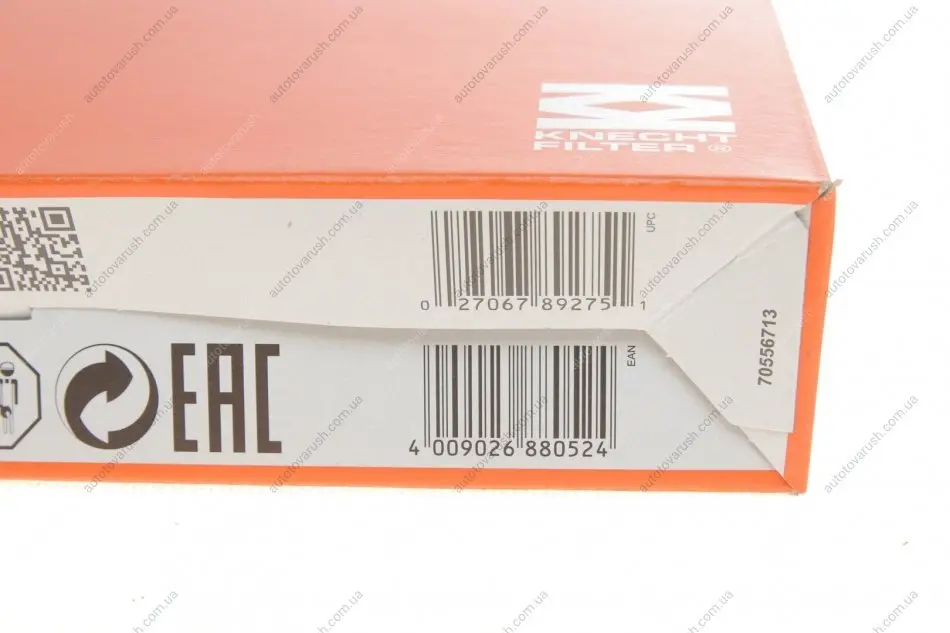 KNECHT
FILTER ®
UPC
0 27067 89275 1
70556713
EAN
EAC
4 009026 880524
autotovarush.com.ua